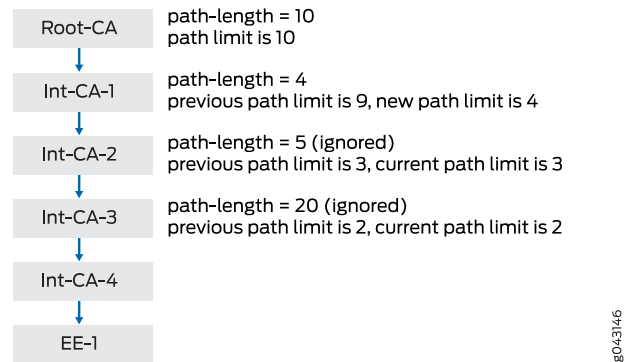 Root-CA
path-length = 10
path limit is 10
Int-CA-1
path-length = 4
previous path limit is 9, new path limit is 4
Int-CA-2
path-length = 5 (ignored)
previous path limit is 3, current path limit is 3
Int-CA-3
path-length = 20 (ignored)
previous path limit is 2, current path limit is 2
Int-CA-4
EE-1
g043146